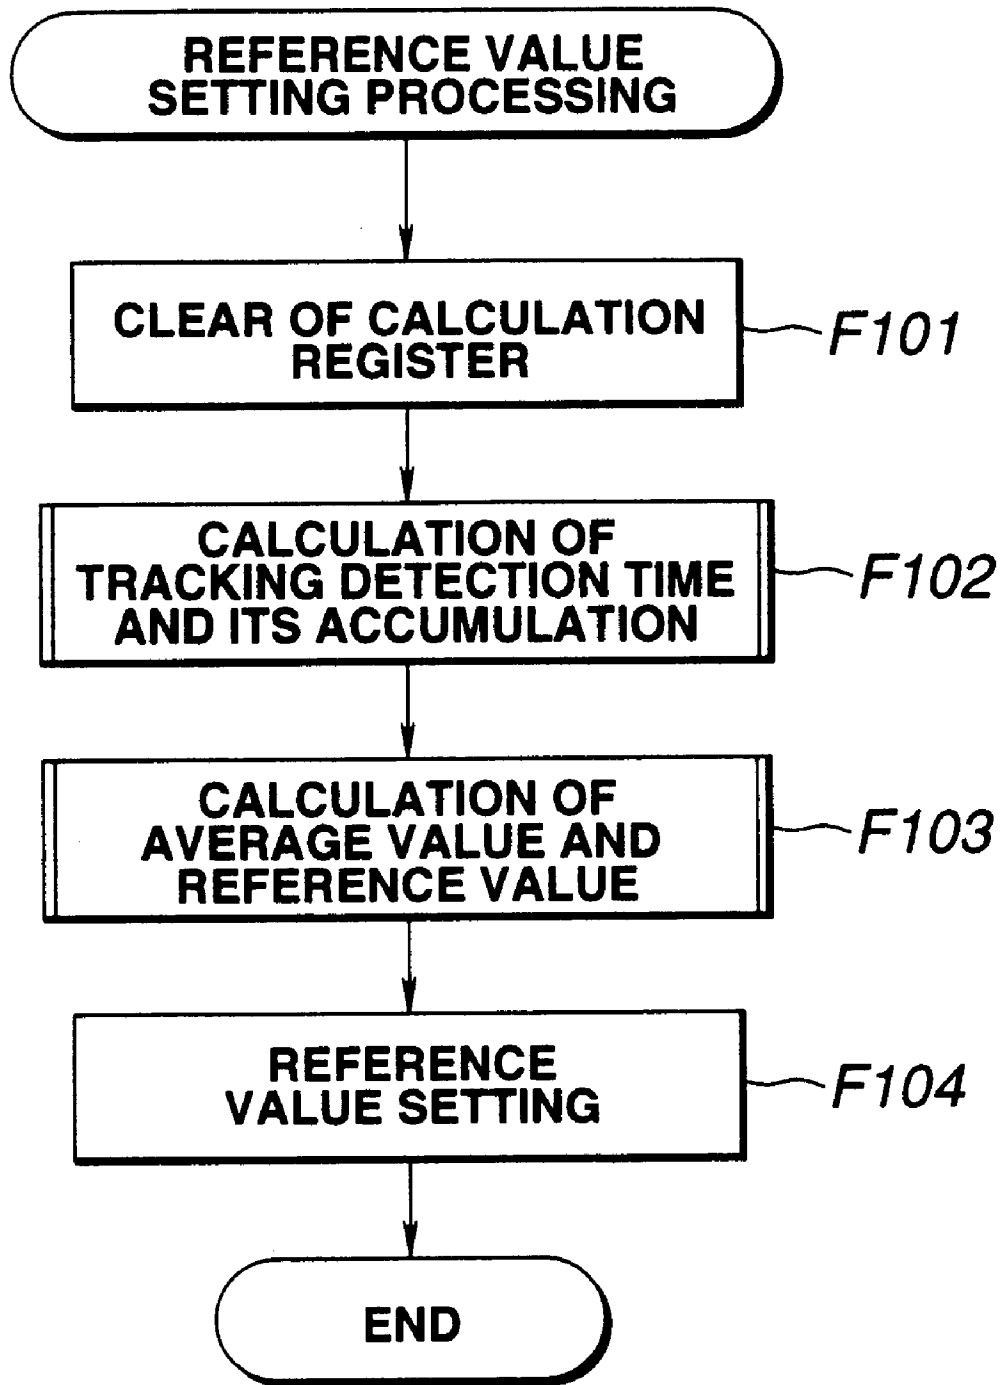 REFERENCE VALUE
SETTING PROCESSING
CLEAR OF CALCULATION
REGISTER
F101
CALCULATION OF
TRACKING DETECTION TIME
AND ITS ACCUMULATION
F102
CALCULATION OF
AVERAGE VALUE AND
REFERENCE VALUE
F103
REFERENCE
VALUE SETTING
F104
END